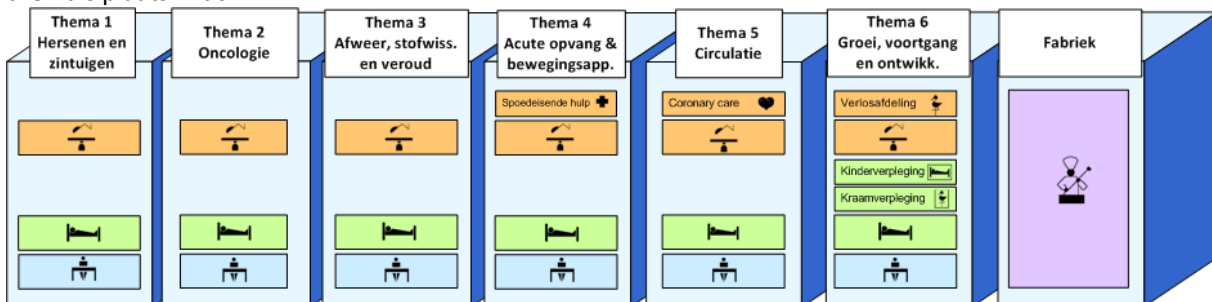 Thema 1
Hersenen en
zintuigen
Thema 2
Oncologie
Thema 3
Afweer, stofwiss.
en veroud
Thema 4
Acute opvang &
bewegingsapp.
Thema 5
Circulatie
Thema 6
Groei, voortgang
en ontwikk.
Fabriek
Spoedeisende hulp
Coronary care
Verlosafdeling
Kinderverpleging
Kraamverpleging